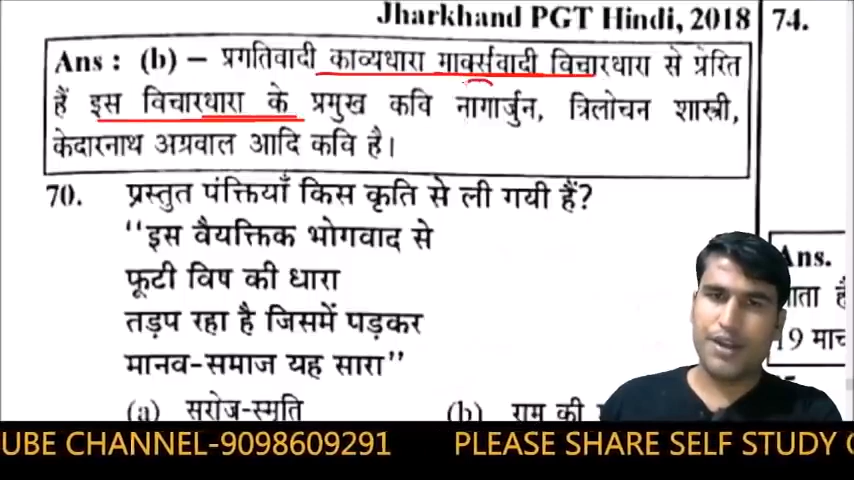 Jharkhand PGT Hindi, 2018
74.
Ans : (b) – प्रगतिवादी काव्यधारा मार्क्सवादी विचारधारा से प्रेरित
हैं इस विचारधारा के प्रमुख कवि नागार्जुन, त्रिलोचन शास्त्री,
केदारनाथ अग्रवाल आदि कवि है।
70. प्रस्तुत पंक्तियाँ किस कृति से ली गयी हैं?
‘‘इस वैयक्तिक भोगवाद से
फूटी विष की धारा
तड़प रहा है जिसमें पड़कर
मानव-समाज यह सारा’’
(a) सरोज-स्मृति
(b) राम की
Ans.
19
UBE CHANNEL-9098609291
PLEASE SHARE SELF STUDY